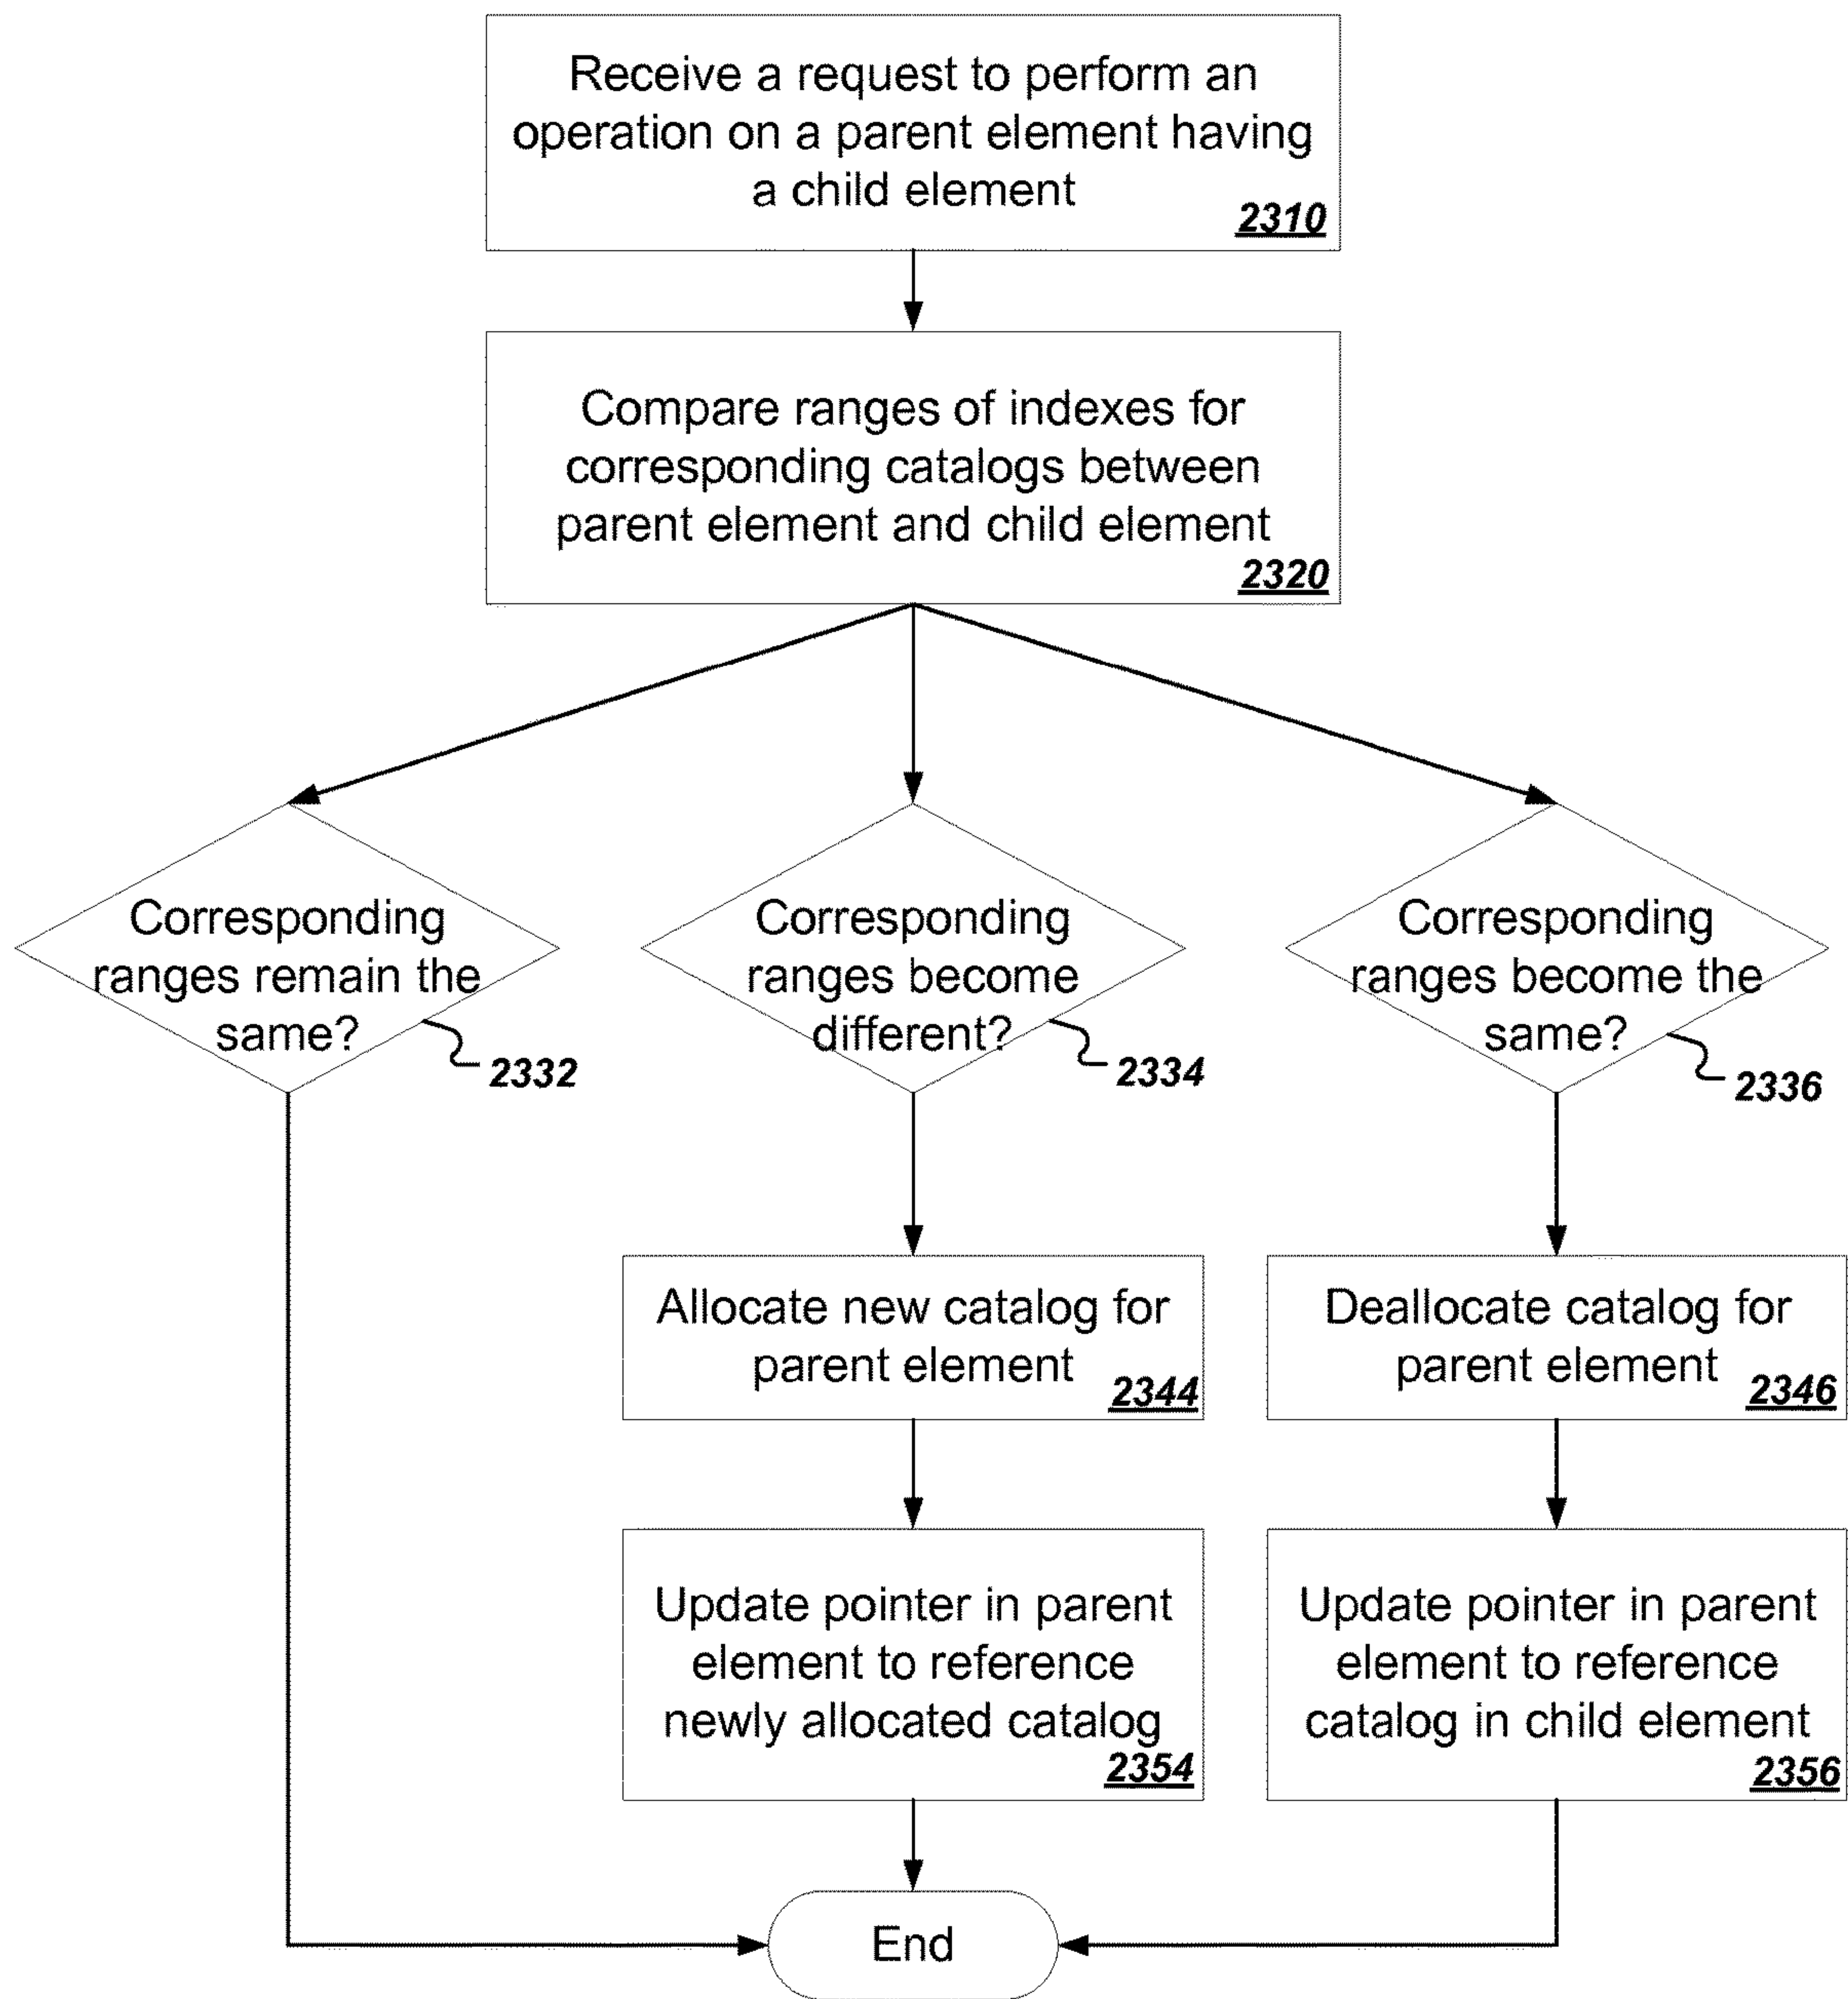 Receive a request to perform an
operation on a parent element having
a child element
2310
Compare ranges of indexes for
corresponding catalogs between
parent element and child element
2320
Corresponding
ranges remain the
same?
2332
Corresponding
ranges become
different?
2334
Corresponding
ranges become the
same?
2336
Allocate new catalog for
parent element
2344
Deallocate catalog for
parent element
2346
Update pointer in parent
element to reference
newly allocated catalog
2354
Update pointer in parent
element to reference
catalog in child element
2356
End